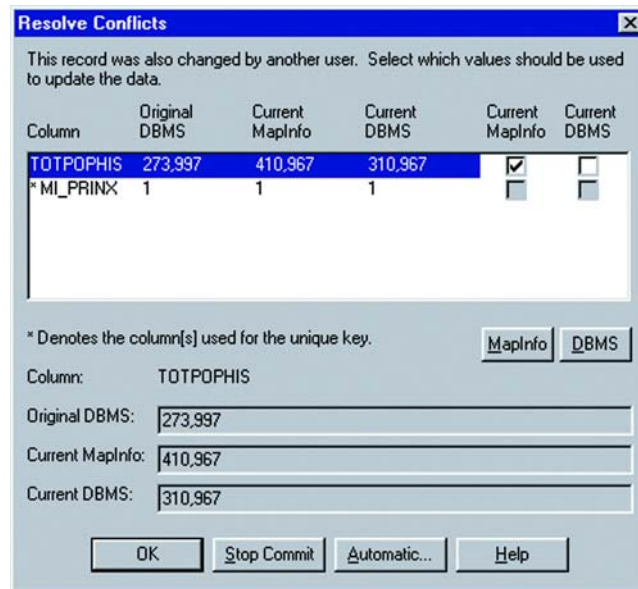 Resolve Conflicts
This record was also changed by another user. Select which values should be used
to update the data.
Column Original DBMS Current MapInfo Current DBMS Current MapInfo Current DBMS
TOTPOPHIS 273,997 410,967 310,967
* MI_PRINX 1 1 1
* Denotes the column[s] used for the unique key.
MapInfo DBMS
Column: TOTPOPHIS
Original DBMS: 273,997
Current MapInfo: 410,967
Current DBMS: 310,967
OK Stop Commit Automatic... Help